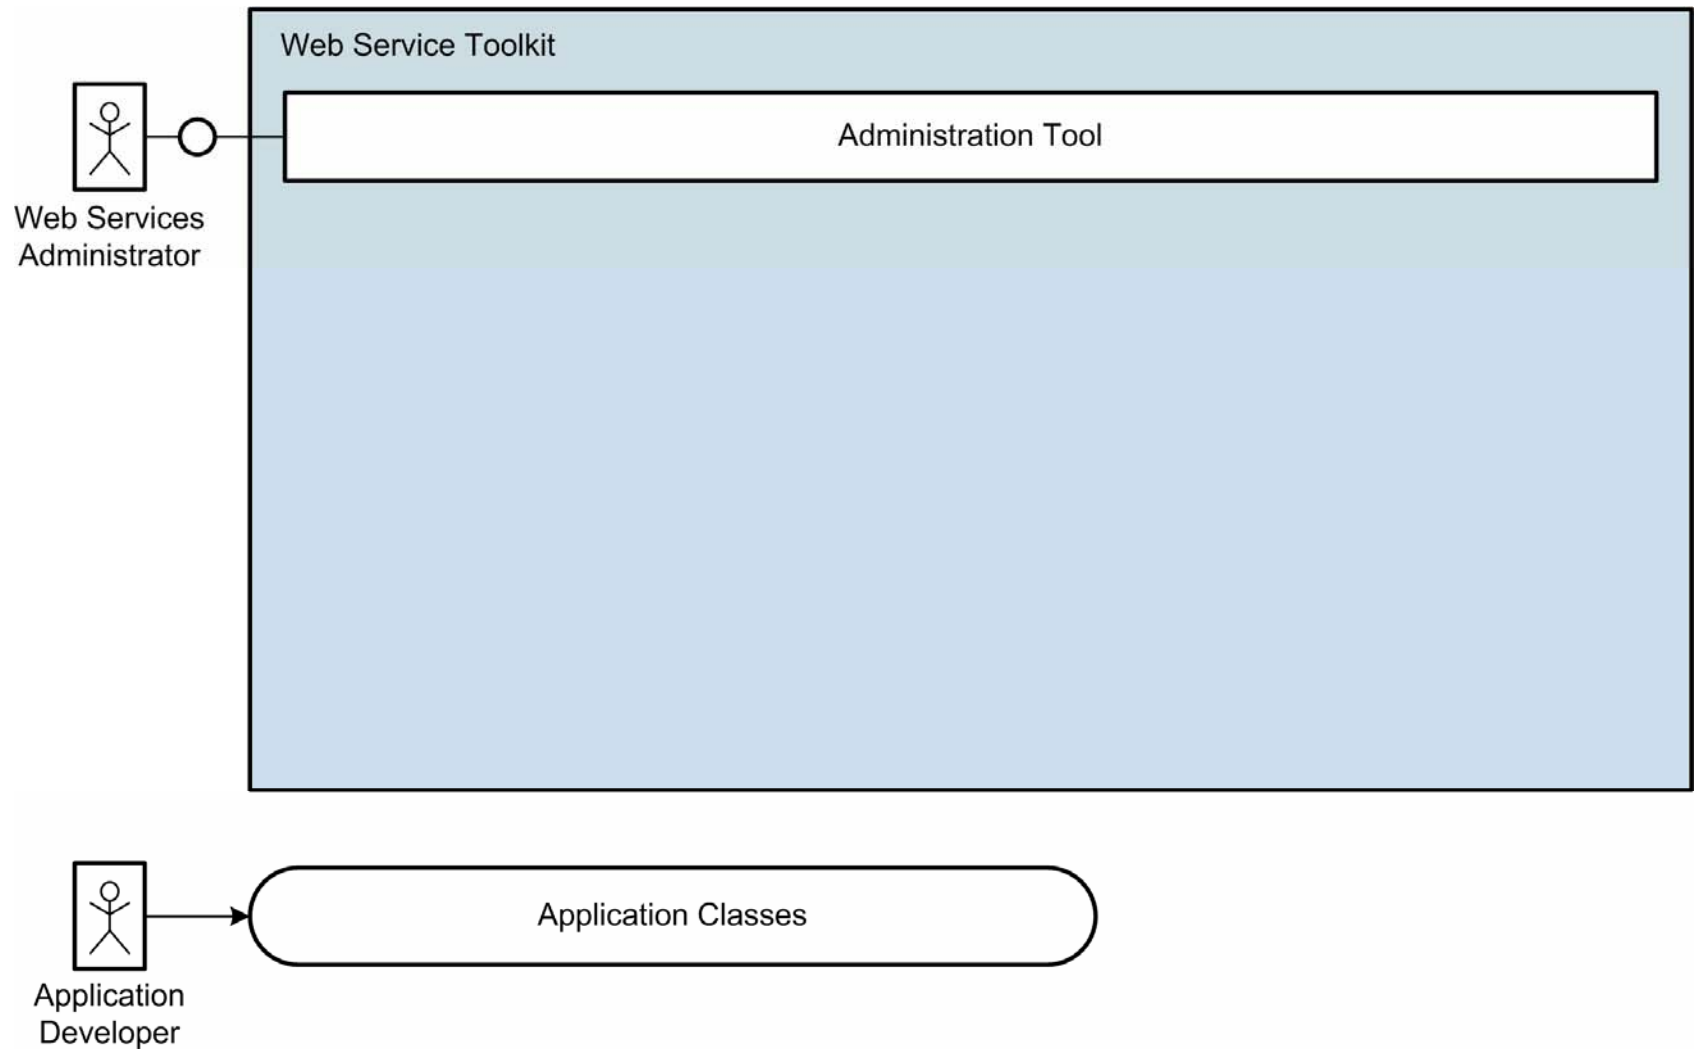 Web Service Toolkit
Administration Tool
Web Services
Administrator
Application Classes
Application
Developer